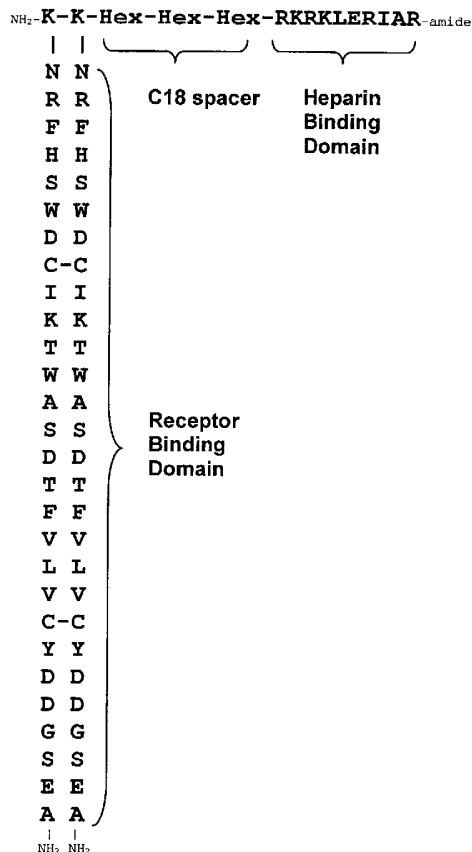 NH2-K-K-Hex-Hex-Hex-RKRKLERIAR-amide
N N
R R
F F
H H
S S
W W
D D
C-C
I I
K K
T T
W W
A A
S S
D D
T T
F F
V V
L L
V V
C-C
Y Y
D D
D D
G G
S S
E E
A A
NH2 NH2
C18 spacer
Heparin
Binding
Domain
Receptor
Binding
Domain